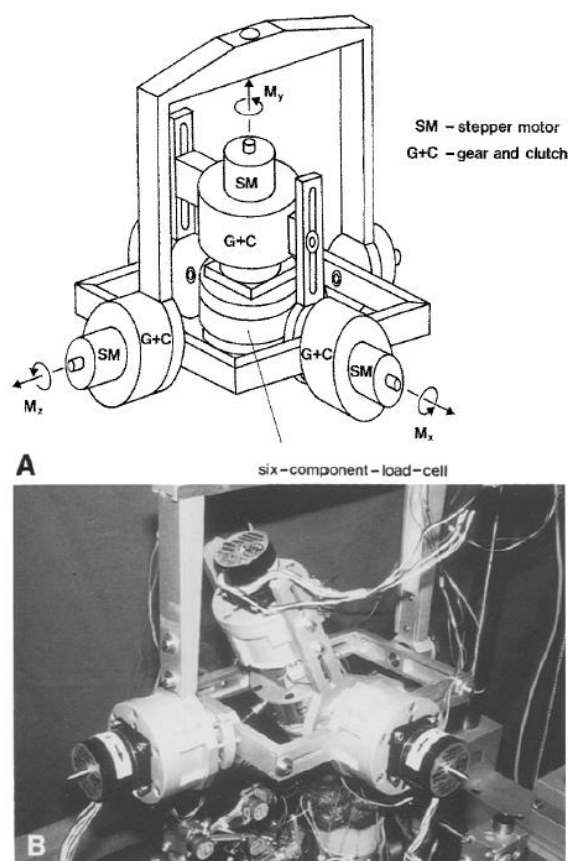 My
SM – stepper motor
G+C – gear and clutch
SM
G+C
G+C
SM
G+C
SM
Mz
Mx
A
six-component-load-cell
B